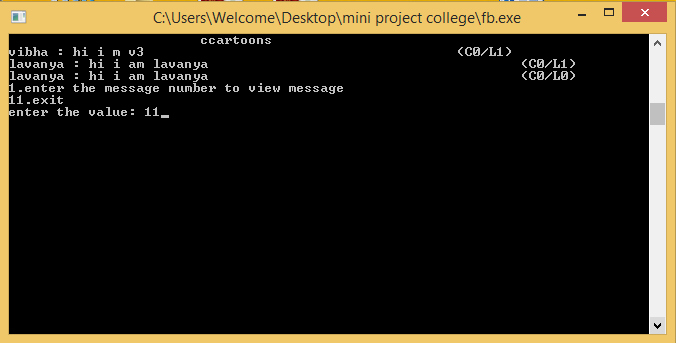 C:\Users\Welcome\Desktop\mini project college\fb.exe
ccartoons
vibha : hi i m v3 (C0/L1)
lavanya : hi i am lavanya (C0/L1)
lavanya : hi i am lavanya (C0/L0)
1.enter the message number to view message
11.exit
enter the value: 11